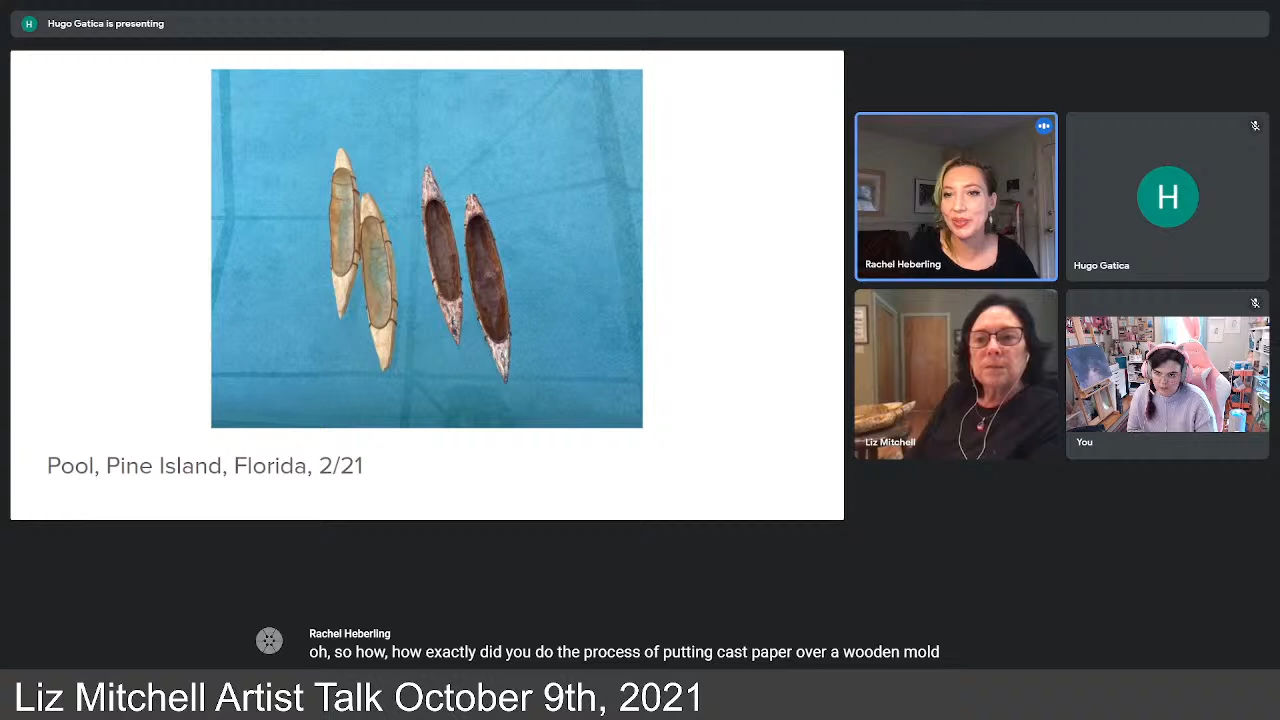 H
Hugo Gatica is presenting
Pool, Pine Island, Florida, 2/21
Rachel Heberling
H
Hugo Gatica
Liz Mitchell
You
Rachel Heberling
oh, so how, how exactly did you do the process of putting cast paper over a wooden mold
Liz Mitchell Artist Talk October 9th, 2021